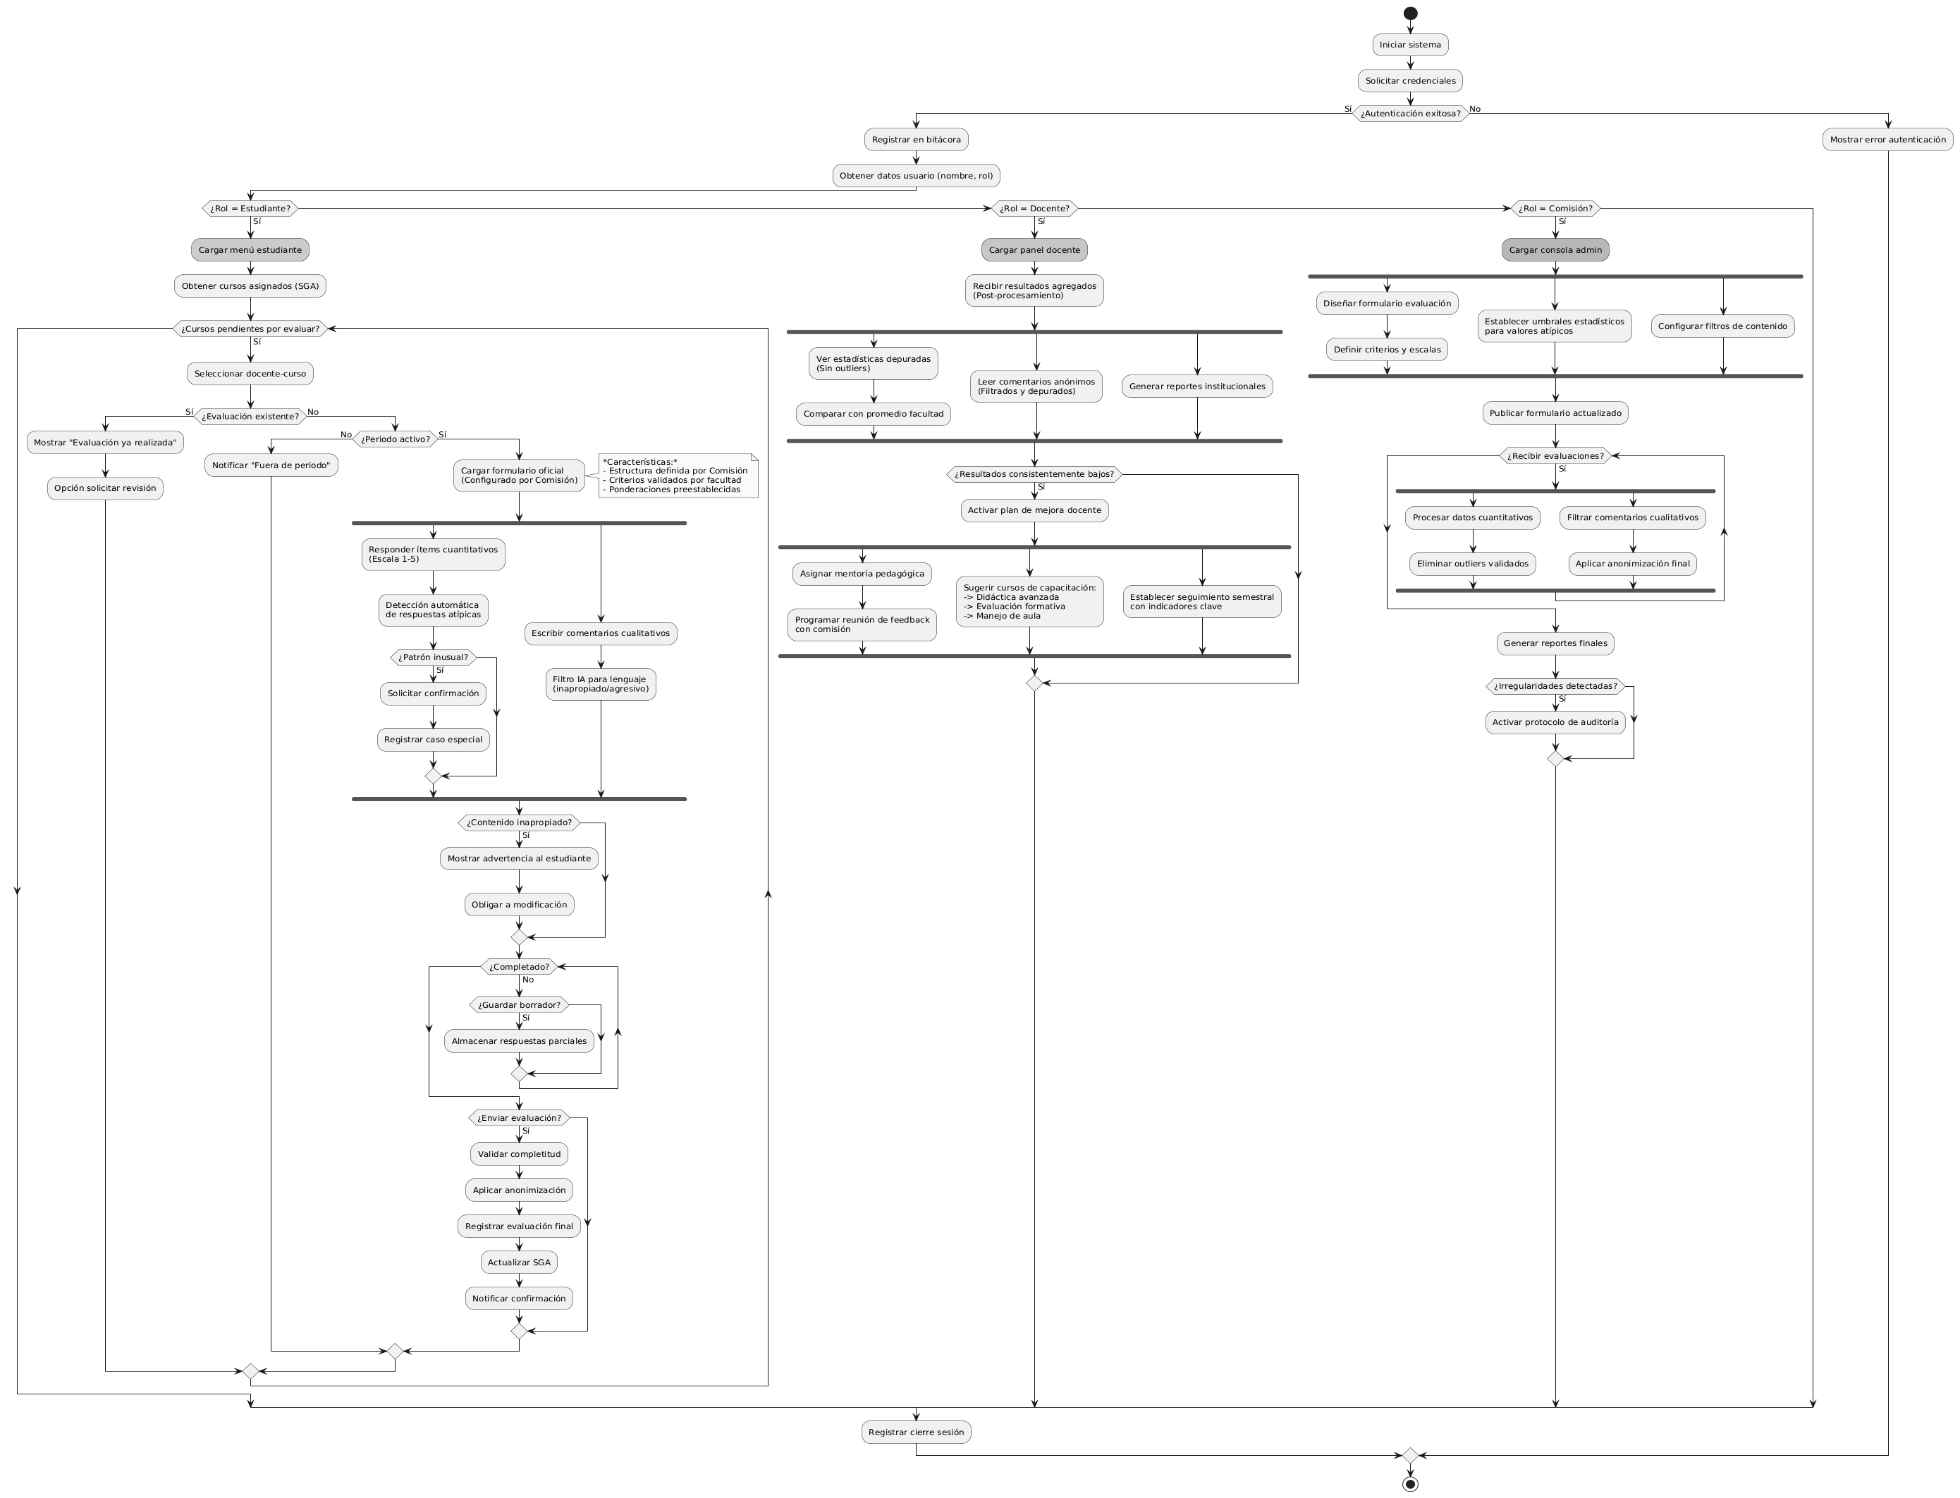 Iniciar sistema
Solicitar credenciales
Sí
¿Autenticación exitosa?
No
Registrar en bitácora
Mostrar error autenticación
Obtener datos usuario (nombre, rol)
¿Rol = Estudiante?
Sí
Cargar menú estudiante
Obtener cursos asignados (SGA)
¿Cursos pendientes por evaluar?
Sí
Seleccionar docente-curso
Sí
¿Evaluación existente?
No
Mostrar "Evaluación ya realizada"
Opción solicitar revisión
No
¿Periodo activo?
Sí
Notificar "Fuera de periodo"
Cargar formulario oficial
(Configurado por Comisión)
*Características:*
- Estructura definida por Comisión
- Criterios validados por facultad
- Ponderaciones preestablecidas
Responder ítems cuantitativos
(Escala 1-5)
Detección automática
de respuestas atípicas
¿Patrón inusual?
Sí
Solicitar confirmación
Registrar caso especial
Escribir comentarios cualitativos
Filtro IA para lenguaje
(inapropiado/agresivo)
¿Contenido inapropiado?
Sí
Mostrar advertencia al estudiante
Obligar a modificación
¿Completado?
No
¿Guardar borrador?
Sí
Almacenar respuestas parciales
¿Enviar evaluación?
Sí
Validar completitud
Aplicar anonimización
Registrar evaluación final
Actualizar SGA
Notificar confirmación
¿Rol = Docente?
Sí
Cargar panel docente
Recibir resultados agregados
(Post-procesamiento)
Ver estadísticas depuradas
(Sin outliers)
Comparar con promedio facultad
Leer comentarios anónimos
(Filtrados y depurados)
Generar reportes institucionales
¿Resultados consistentemente bajos?
Sí
Activar plan de mejora docente
Asignar mentoría pedagógica
Programar reunión de feedback
con comisión
Sugerir cursos de capacitación:
-> Didáctica avanzada
-> Evaluación formativa
-> Manejo de aula
Establecer seguimiento semestral
con indicadores clave
¿Rol = Comisión?
Sí
Cargar consola admin
Diseñar formulario evaluación
Definir criterios y escalas
Establecer umbrales estadísticos
para valores atípicos
Configurar filtros de contenido
Publicar formulario actualizado
¿Recibir evaluaciones?
Sí
Procesar datos cuantitativos
Eliminar outliers validados
Filtrar comentarios cualitativos
Aplicar anonimización final
Generar reportes finales
¿Irregularidades detectadas?
Sí
Activar protocolo de auditoría
Registrar cierre sesión